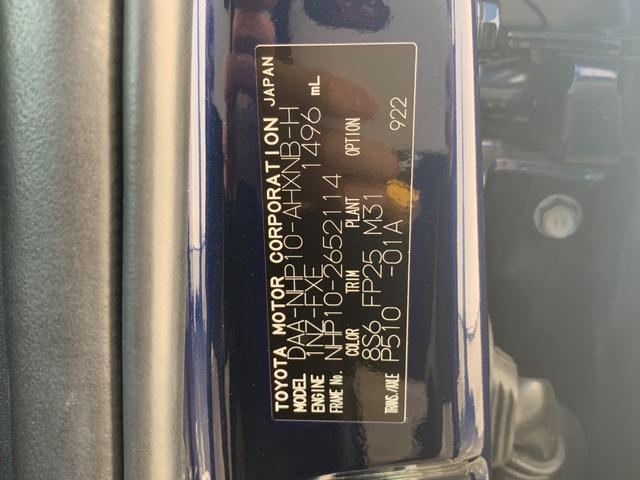 TOYOTA MOTOR CORPORATION JAPAN
MODEL DAA-NHP10-AHXNB-H
ENGINE 1NZ-FXE 1496 mL
FRAME No. NHP10-2652114
COLOR TRIM PLANT OPTION
8S6 FP25 M31
TRANS./AXLE P510 -01A 922